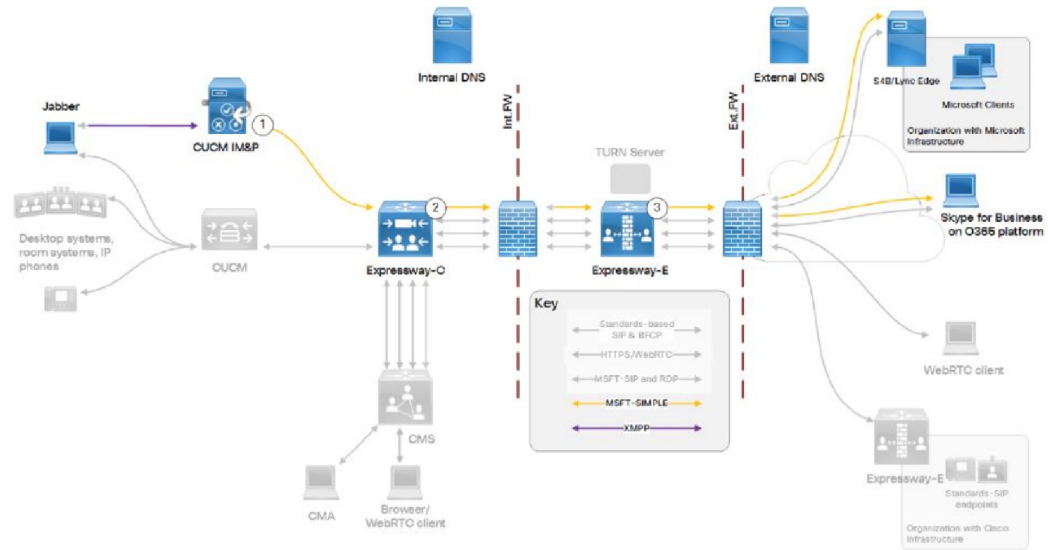 Internal DNS
External DNS
S4B/Lync Edge
Microsoft Clients
Organization with Microsoft
Infrastructure
Jabber
CUCM IM&P
1
Int.FW
Ext.FW
TURN Server
2
3
Expressway-C
Expressway-E
Skype for Business
on O365 platform
Desktop systems,
room systems, IP
phones
CUCM
Key
Standards-based
SIP & BFCP
HTTPS/WebRTC
MSFT-SIP and RDP
MSFT-SIMPLE
XMPP
WebRTC client
CMS
CMA
Browser/
WebRTC client
Expressway-E
Standards-SIP
endpoints
Organization with Cisco
Infrastructure